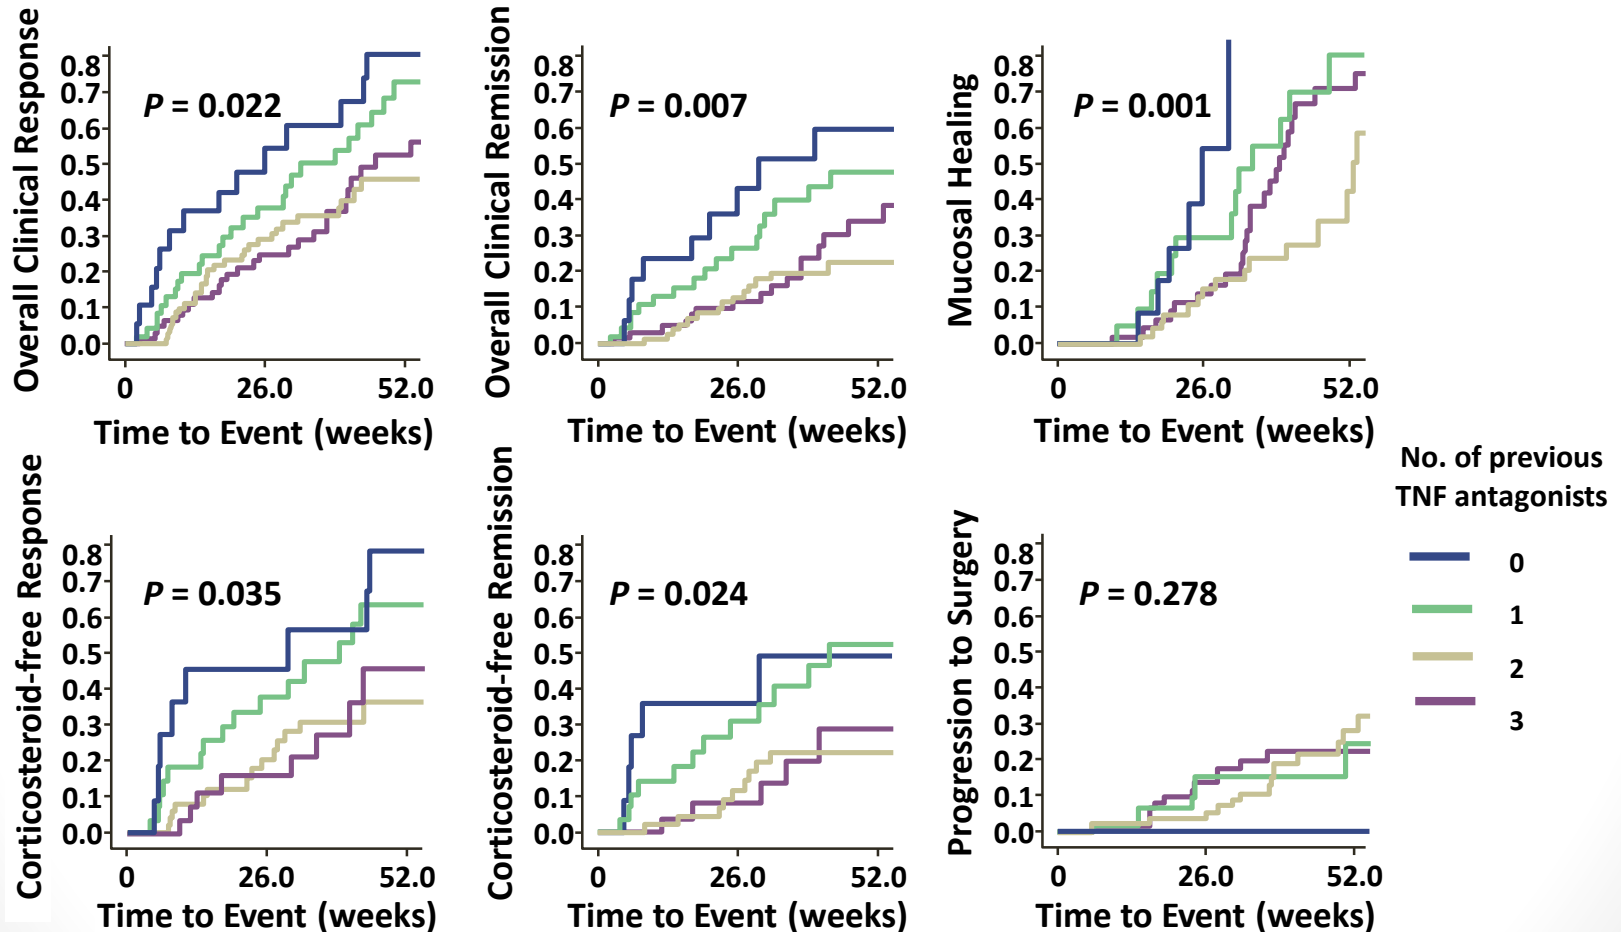 Overall Clinical Response
0.8
0.7
0.6
0.5
0.4
0.3
0.2
0.1
0.0
P = 0.022
0 26.0 52.0
Time to Event (weeks)
Overall Clinical Remission
0.8
0.7
0.6
0.5
0.4
0.3
0.2
0.1
0.0
P = 0.007
0 26.0 52.0
Time to Event (weeks)
Mucosal Healing
0.8
0.7
0.6
0.5
0.4
0.3
0.2
0.1
0.0
P = 0.001
0 26.0 52.0
Time to Event (weeks)
Corticosteroid-free Response
0.8
0.7
0.6
0.5
0.4
0.3
0.2
0.1
0.0
P = 0.035
0 26.0 52.0
Time to Event (weeks)
Corticosteroid-free Remission
0.8
0.7
0.6
0.5
0.4
0.3
0.2
0.1
0.0
P = 0.024
0 26.0 52.0
Time to Event (weeks)
Progression to Surgery
0.8
0.7
0.6
0.5
0.4
0.3
0.2
0.1
0.0
P = 0.278
0 26.0 52.0
Time to Event (weeks)
No. of previous
TNF antagonists
0
1
2
3